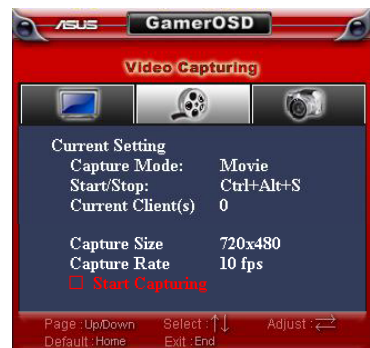 ASUS GamerOSD
Video Capturing
Current Setting
Capture Mode: Movie
Start/Stop: Ctrl+Alt+S
Current Client(s) 0
Capture Size 720x480
Capture Rate 10 fps
Start Capturing
Page : Up/Down Select : ↑↓ Adjust : ⇄
Default : Home Exit : End